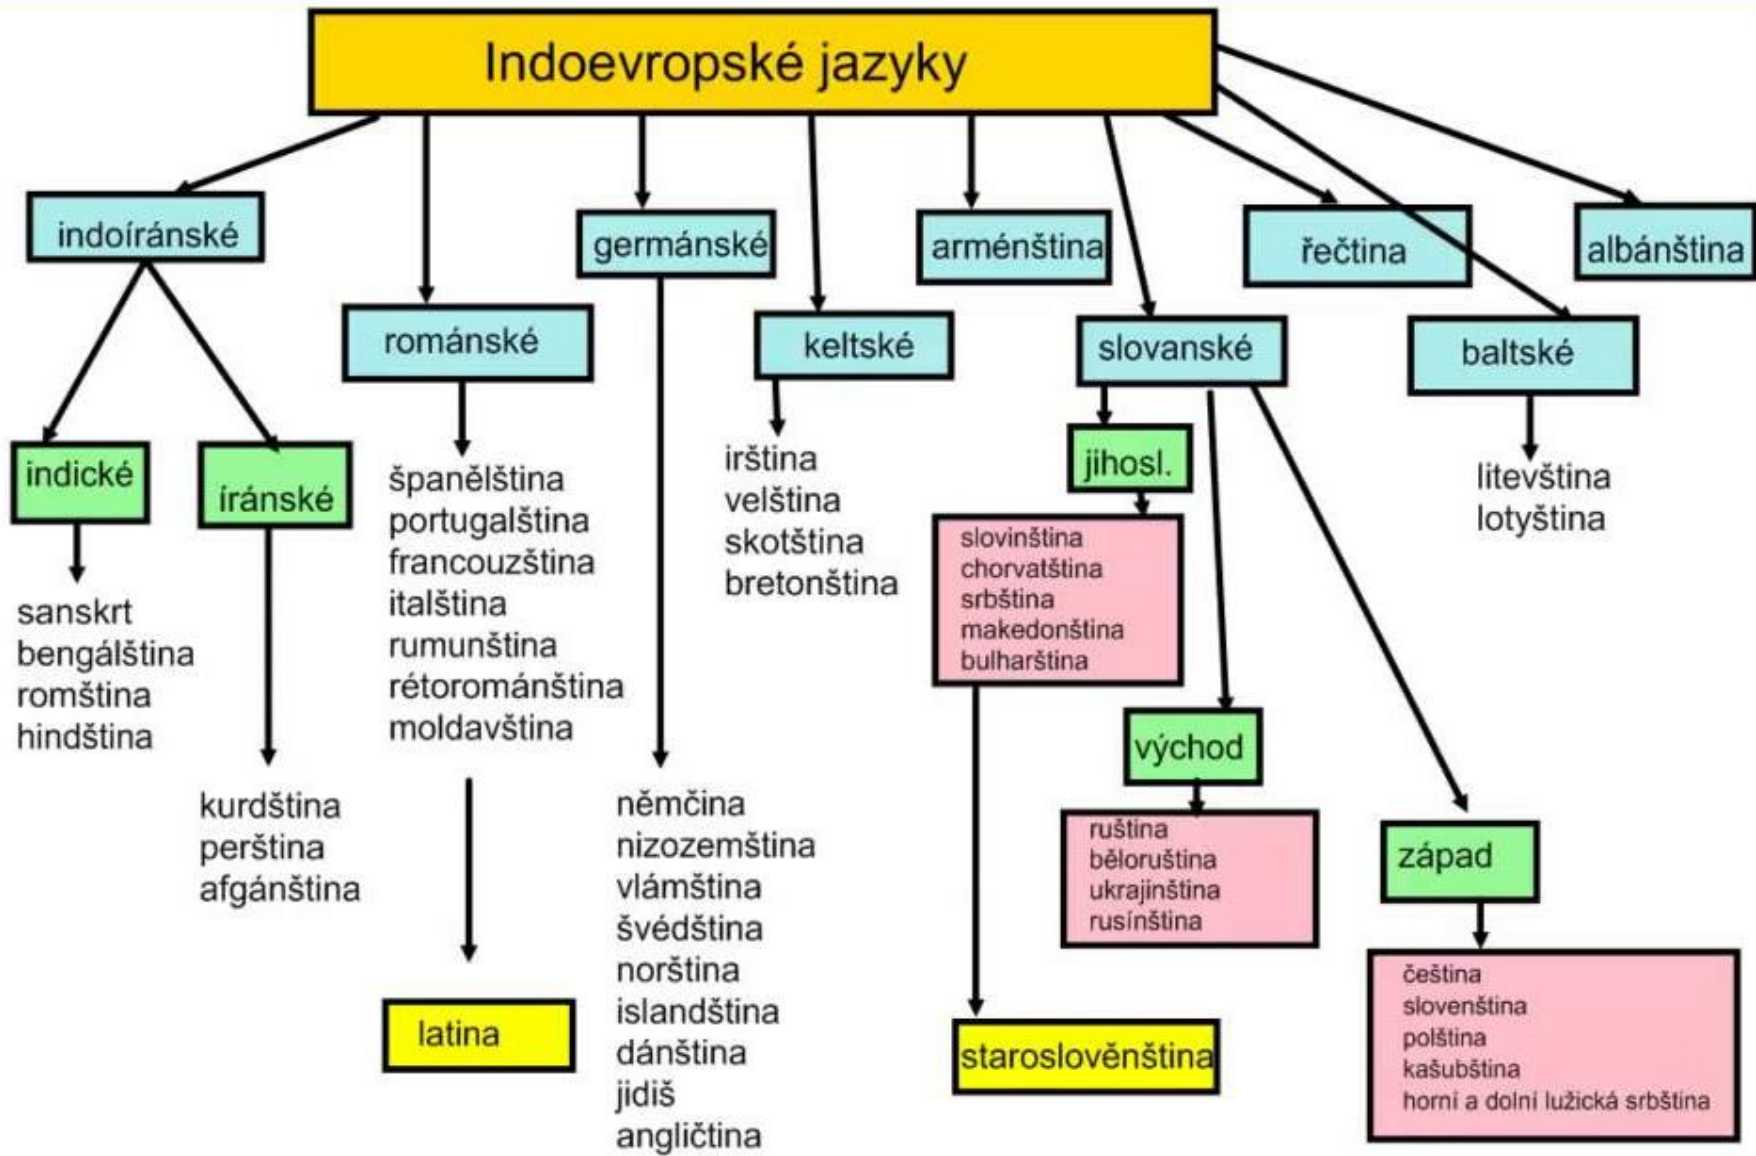 Indoevropské jazyky
indoíránské
románské
germánské
keltské
arménština
slovanské
řečtina
baltské
albánština
indické
íránské
sanskrt
bengálština
romština
hindština
kurdština
perština
afgánština
španělština
portugalština
francouzština
italština
rumunština
rétorománština
moldavština
latina
němčina
nizozemština
vlámština
švédština
norština
islandština
dánština
jidiš
angličtina
irština
velština
skotština
bretonština
jihosl.
slovinština
chorvatština
srbština
makedonština
bulharština
staroslověnština
východ
ruština
běloruština
ukrajinština
rusínština
západ
čeština
slovenština
polština
kašubština
horní a dolní lužická srbština
litevština
lotyština